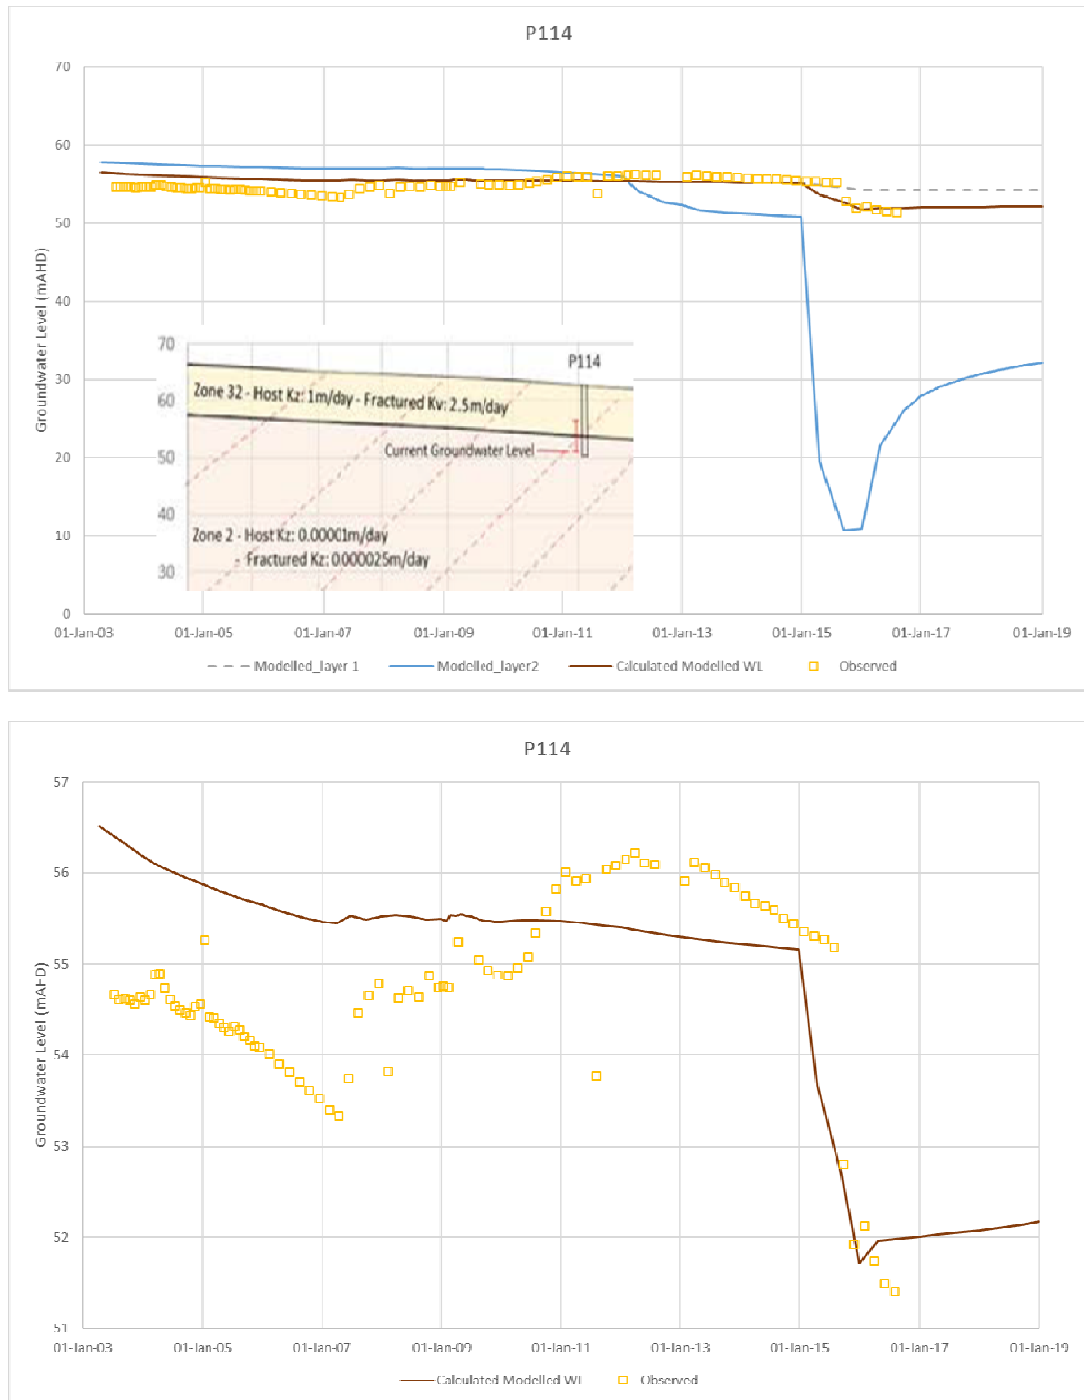 P114
70
60
50
40
30
20
10
0
Groundwater Level (mAHD)
70
60
50
40
30
P114
Zone 32 - Host Kz: 1m/day - Fractured Kv: 2.5m/day
Current Groundwater Level
Zone 2 - Host Kz: 0.00001m/day
- Fractured Kz: 0.000025m/day
01-Jan-03 01-Jan-05 01-Jan-07 01-Jan-09 01-Jan-11 01-Jan-13 01-Jan-15 01-Jan-17 01-Jan-19
Modelled_layer 1 Modelled_layer2 Calculated Modelled WL Observed
P114
57
56
55
54
53
52
51
Groundwater Level (mAHD)
01-Jan-03 01-Jan-05 01-Jan-07 01-Jan-09 01-Jan-11 01-Jan-13 01-Jan-15 01-Jan-17 01-Jan-19
Calculated Modelled WL Observed